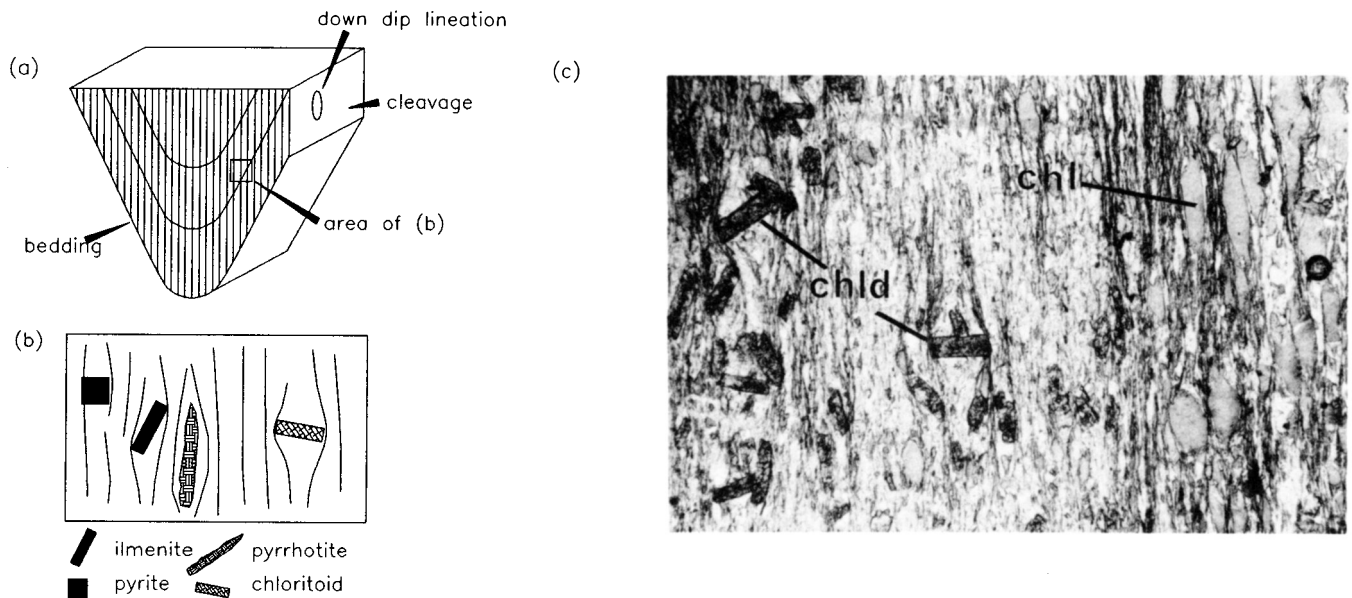 (a)
down dip lineation
cleavage
area of (b)
bedding
(b)
ilmenite
pyrrhotite
pyrite
chloritoid
(c)
chl
chld